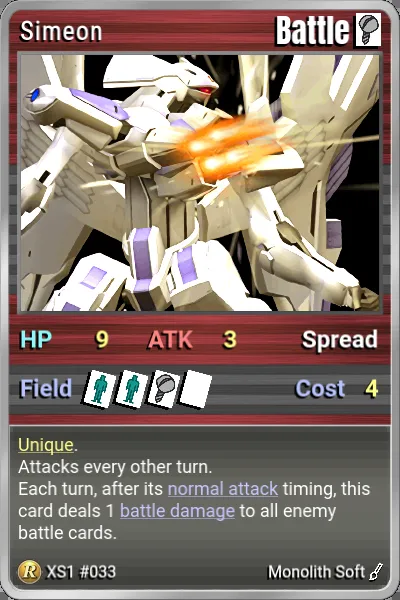 Simeon Battle
HP 9 ATK 3 Spread
Field Cost 4
Unique.
Attacks every other turn.
Each turn, after its normal attack timing, this
card deals 1 battle damage to all enemy
battle cards.
R XS1 #033 Monolith Soft